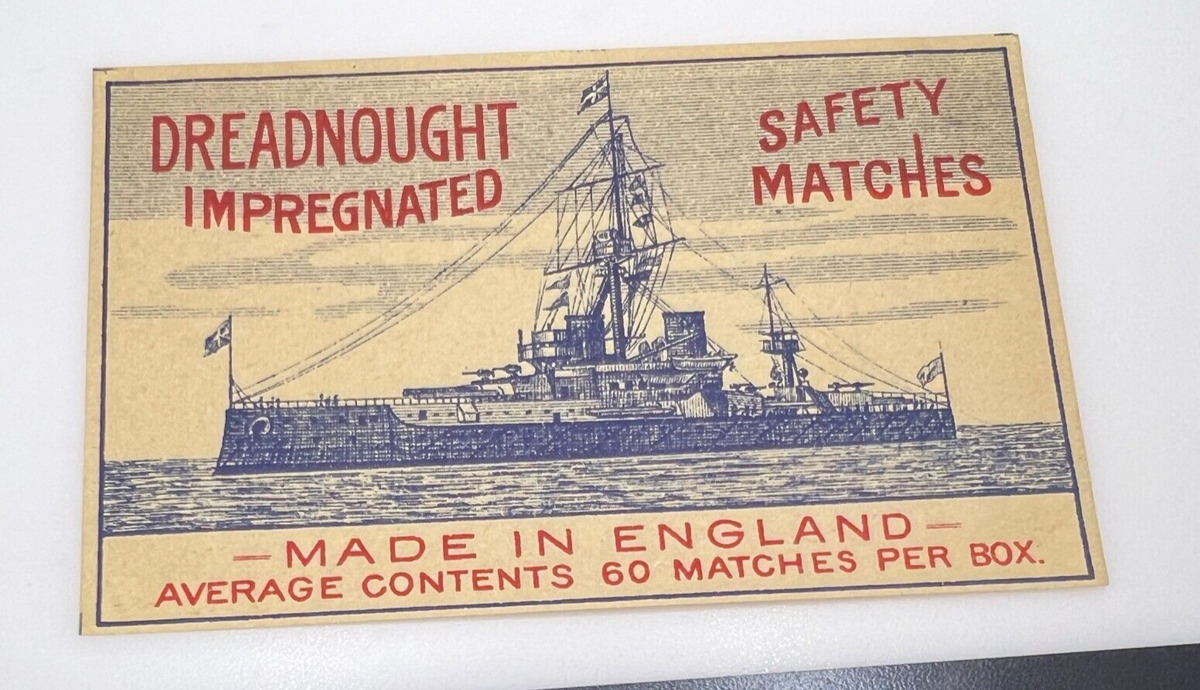 DREADNOUGHT
IMPREGNATED
SAFETY
MATCHES
— MADE IN ENGLAND —
AVERAGE CONTENTS 60 MATCHES PER BOX.